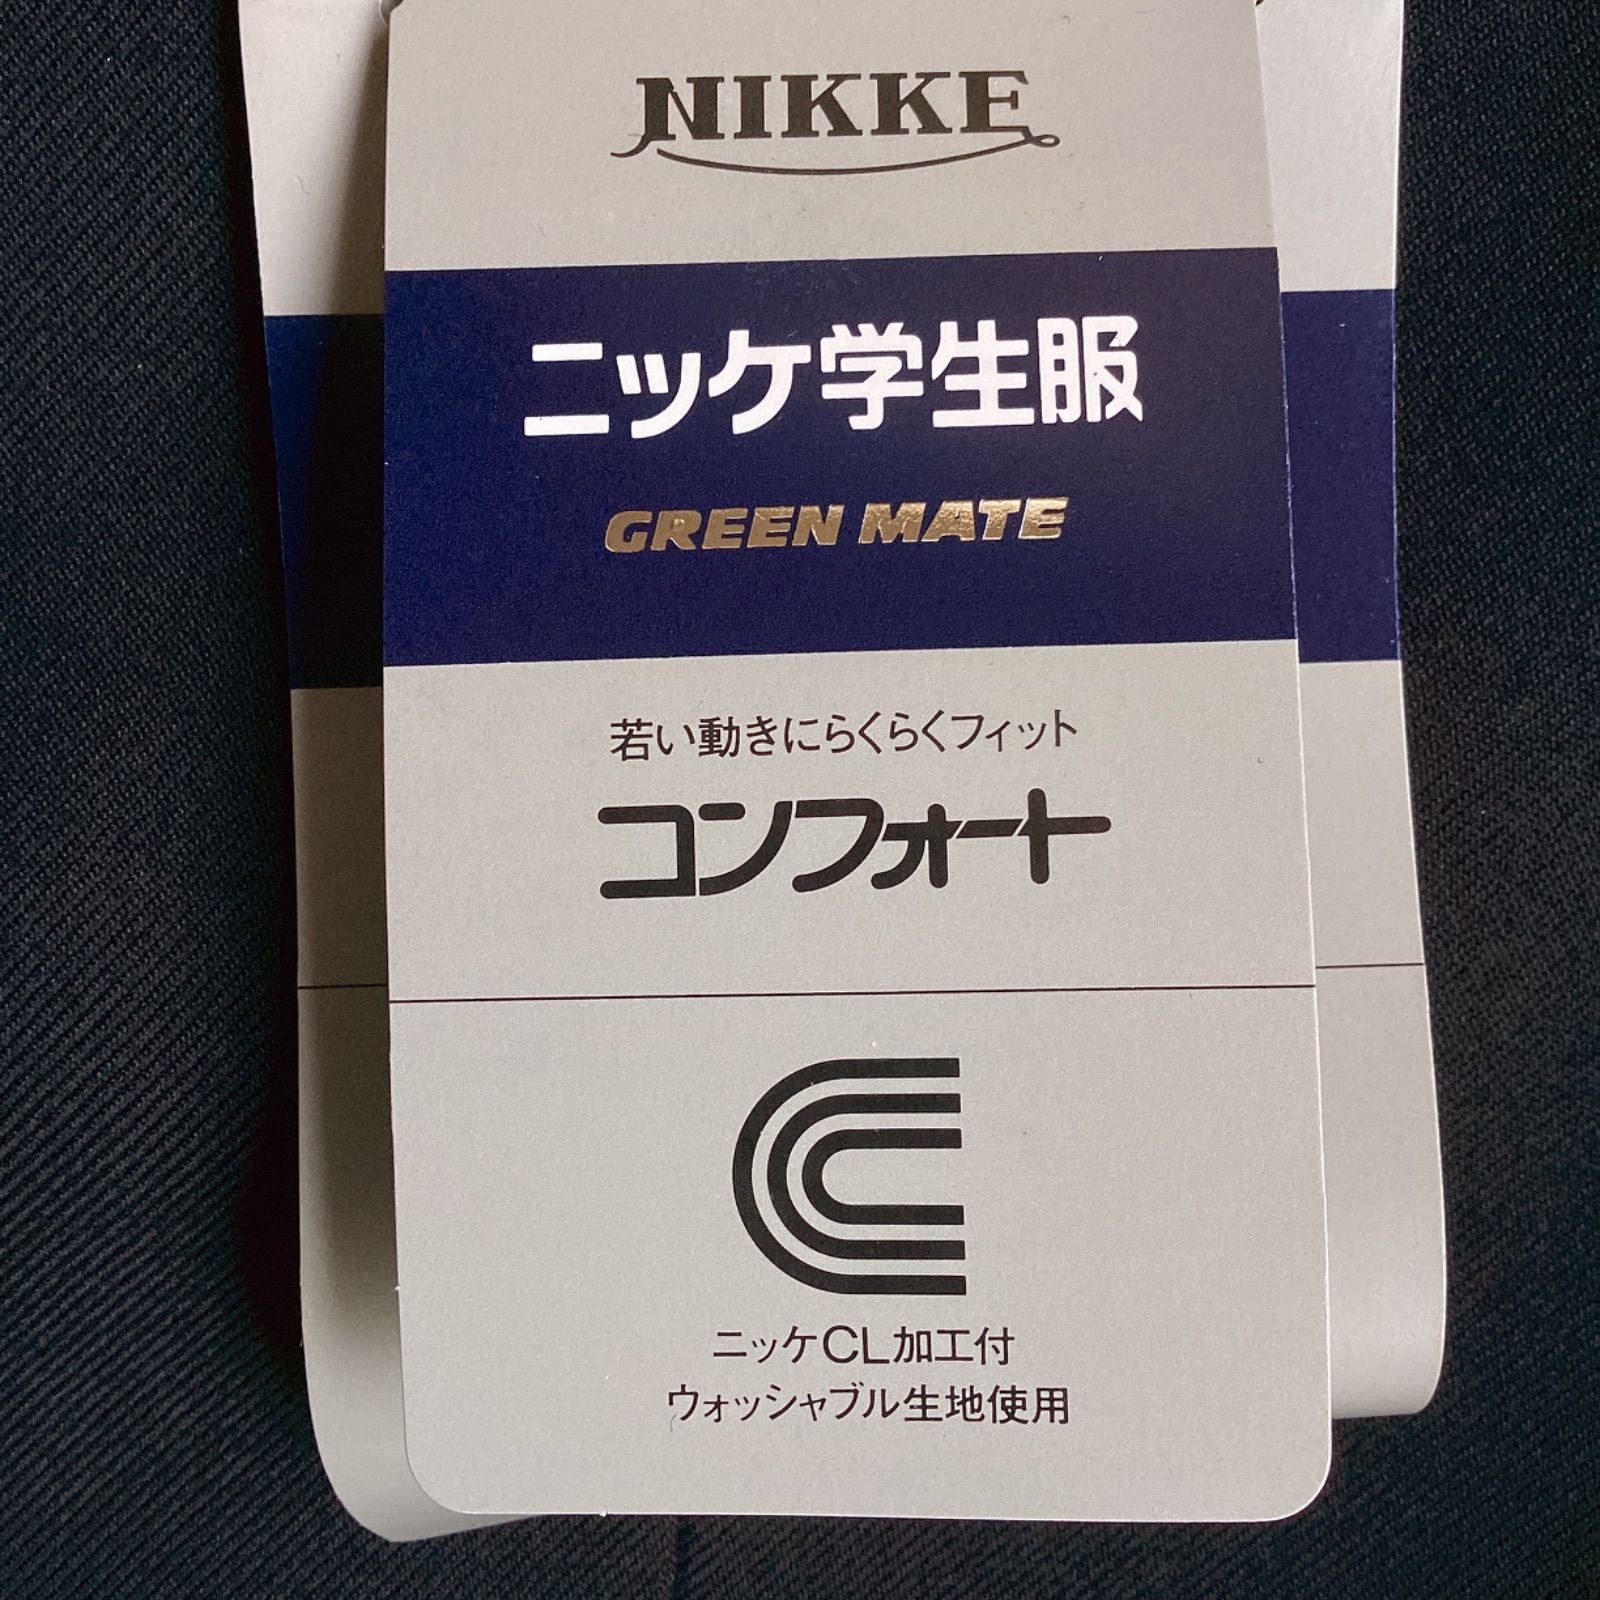 NIKKE
ニッケ学生服
GREEN MATE
若い動きにらくらくフィット
コンフォート
ニッケCL加工付
ウォッシャブル生地使用